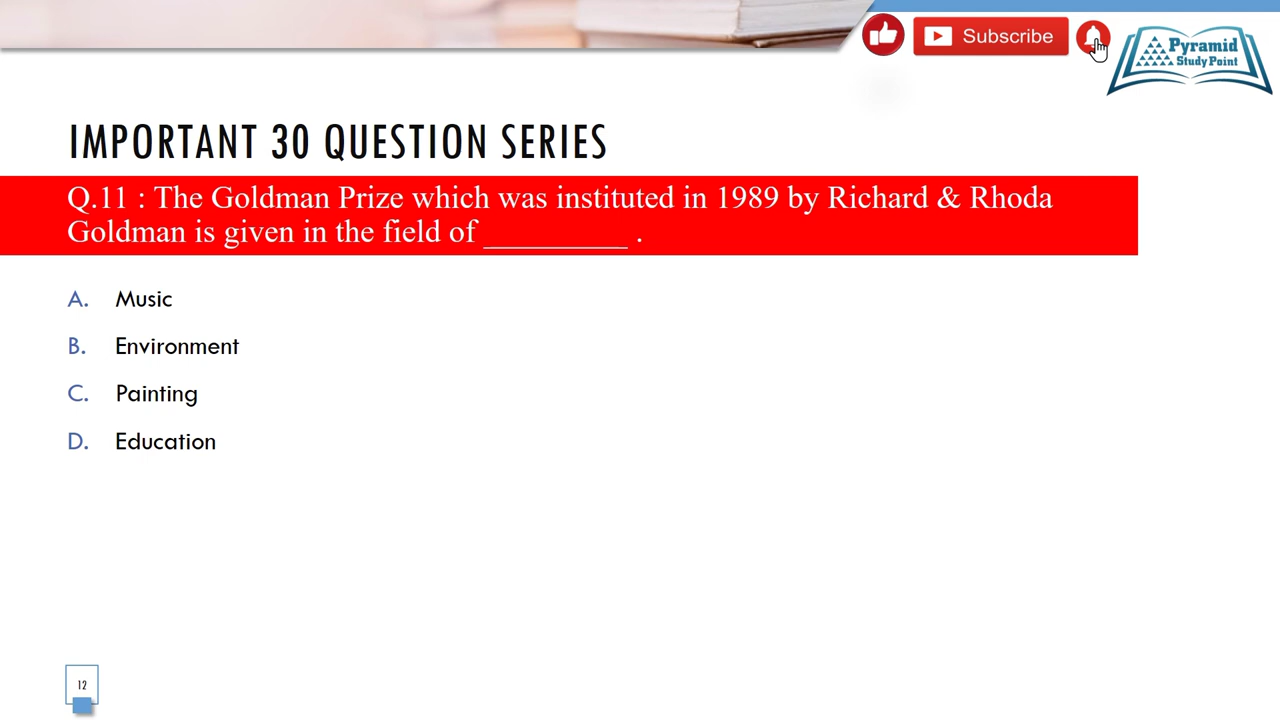 Subscribe
Pyramid
Study Point
IMPORTANT 30 QUESTION SERIES
Q.11 : The Goldman Prize which was instituted in 1989 by Richard & Rhoda
Goldman is given in the field of _________ .
A. Music
B. Environment
C. Painting
D. Education
12